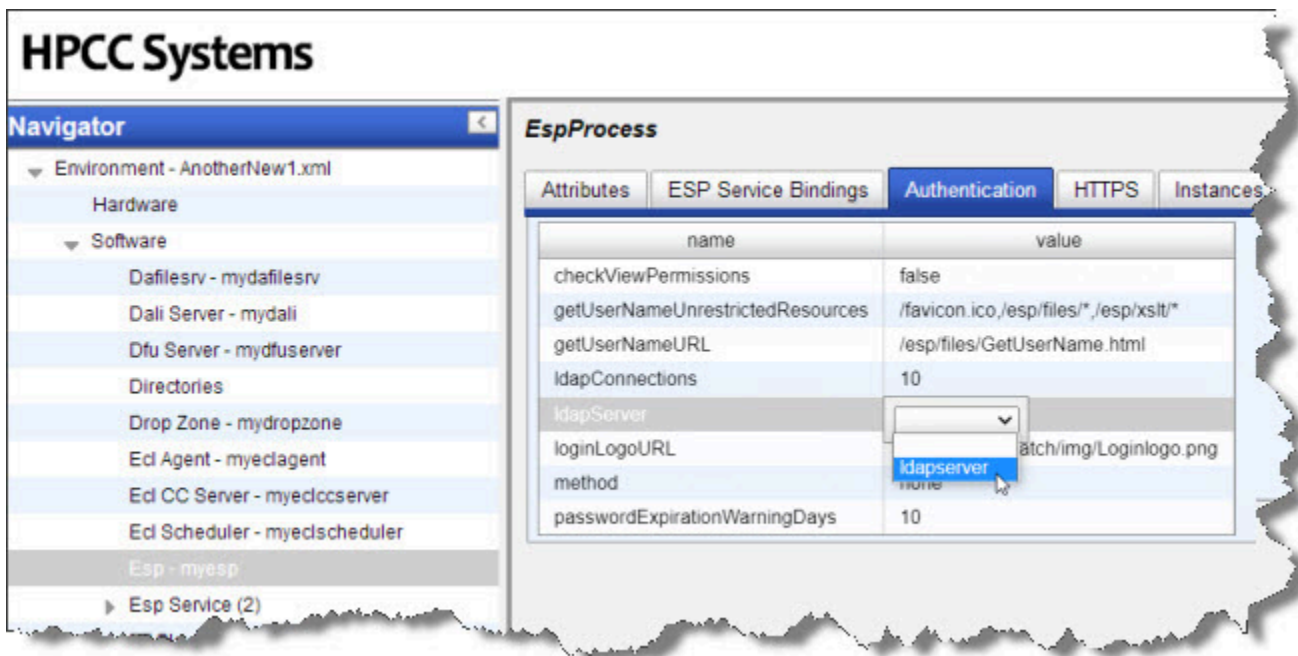 HPCC Systems
Navigator
Environment - AnotherNew1.xml
Hardware
Software
Dafilesrv - mydafilesrv
Dali Server - mydali
Dfu Server - mydfuserver
Directories
Drop Zone - mydropzone
Ecl Agent - myeclagent
Ecl CC Server - myeclccserver
Ecl Scheduler - myeclscheduler
Esp - myesp
Esp Service (2)
EspProcess
Attributes ESP Service Bindings Authentication HTTPS Instances
name value
checkViewPermissions false
getUserNameUnrestrictedResources /favicon.ico,/esp/files/*,/esp/xslt/*
getUserNameURL /esp/files/GetUserName.html
ldapConnections 10
ldapServer
loginLogoURL atch/img/Loginlogo.png
ldapserver
method none
passwordExpirationWarningDays 10